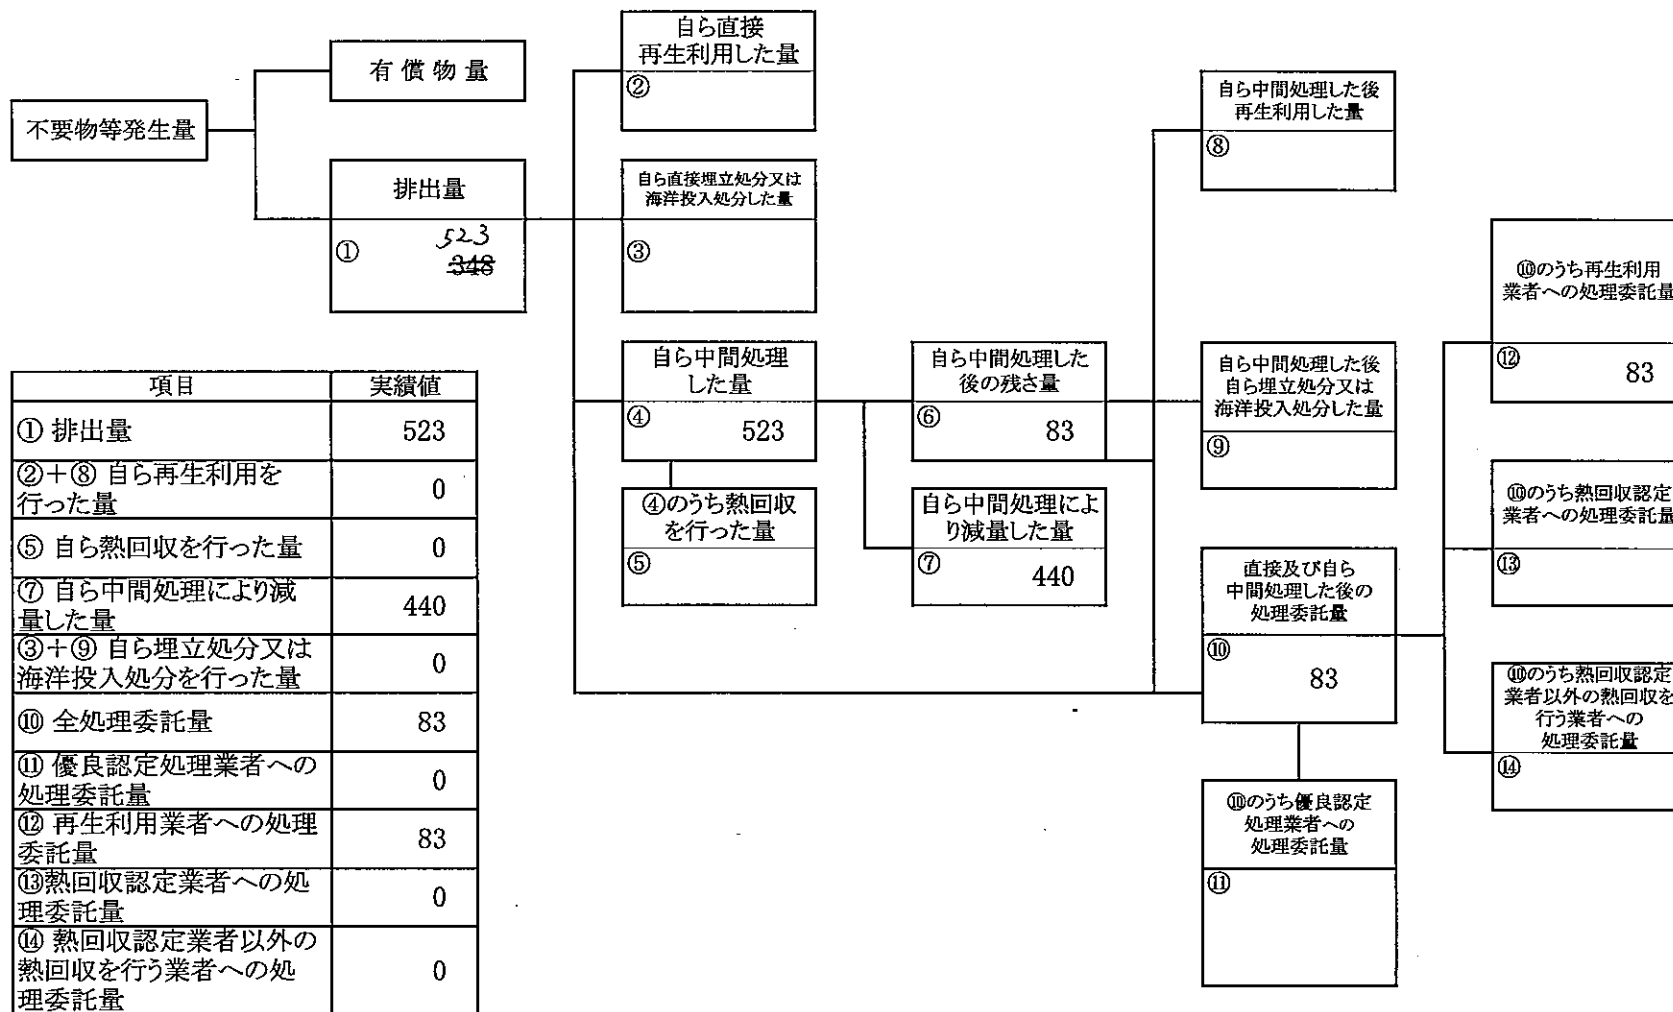 不要物等発生量
有償物量
排出量
①
523
348
自ら直接
再生利用した量
②
自ら直接埋立処分又は
海洋投入処分した量
③
自ら中間処理
した量
④
523
④のうち熱回収
を行った量
⑤
自ら中間処理した
後の残さ量
⑥
83
自ら中間処理によ
り減量した量
⑦
440
自ら中間処理した後
再生利用した量
⑧
自ら中間処理した後
自ら埋立処分又は
海洋投入処分した量
⑨
直接及び自ら
中間処理した後の
処理委託量
⑩
83
⑩のうち優良認定
処理業者への
処理委託量
⑪
⑩のうち再生利用
業者への処理委託量
⑫
83
⑩のうち熱回収認定
業者への処理委託量
⑬
⑩のうち熱回収認定
業者以外の熱回収を
行う業者への
処理委託量
⑭
項目 実績値
① 排出量 523
②＋⑧ 自ら再生利用を
行った量 0
⑤ 自ら熱回収を行った量 0
⑦ 自ら中間処理により減
量した量 440
③＋⑨ 自ら埋立処分又は
海洋投入処分を行った量 0
⑩ 全処理委託量 83
⑪ 優良認定処理業者への
処理委託量 0
⑫ 再生利用業者への処理
委託量 83
⑬熱回収認定業者への処
理委託量 0
⑭ 熱回収認定業者以外の
熱回収を行う業者への処
理委託量 0